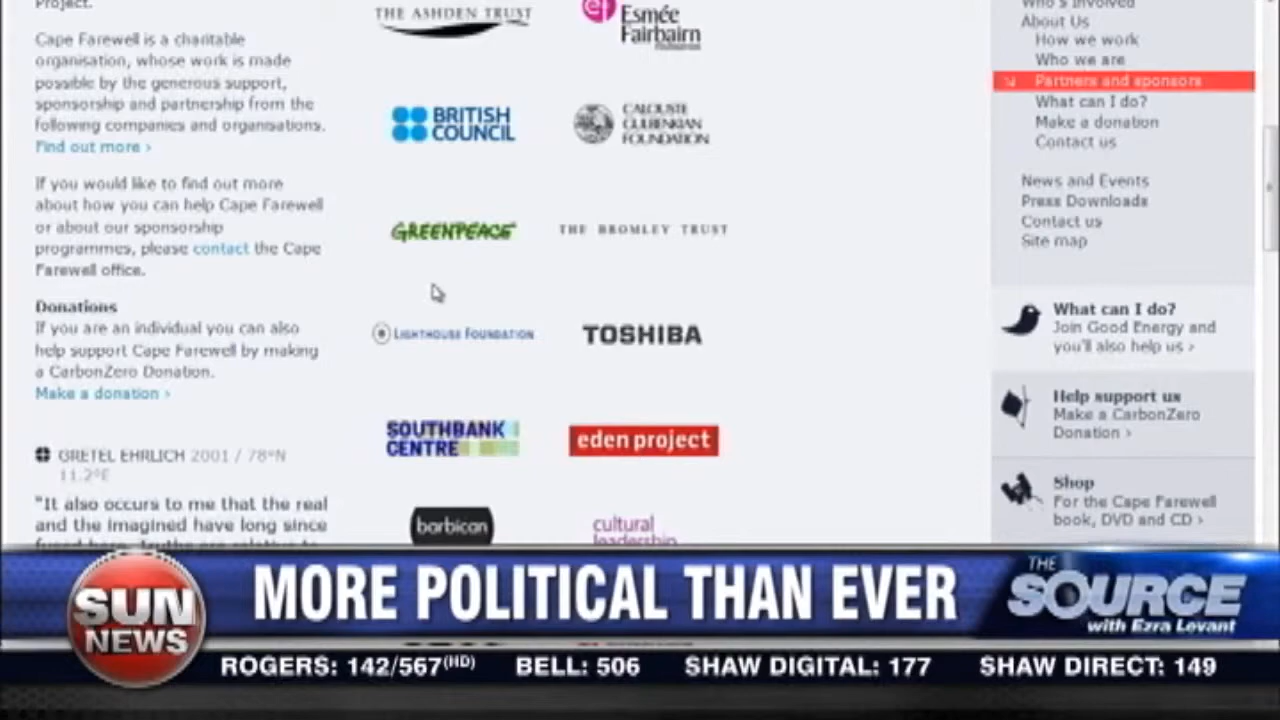 Project.
Cape Farewell is a charitable
organisation, whose work is made
possible by the generous support,
sponsorship and partnership from the
following companies and organisations.
Find out more ›
If you would like to find out more
about how you can help Cape Farewell
or about our sponsorship
programmes, please contact the Cape
Farewell office.
Donations
If you are an individual you can also
help support Cape Farewell by making
a CarbonZero Donation.
Make a donation ›
GRETEL EHRLICH 2001 / 78°N
11.2°E
"It also occurs to me that the real
and the imagined have long since
THE ASHDEN TRUST
Esmée
Fairbairn
BRITISH
COUNCIL
CALOUSTE
GULBENKIAN
FOUNDATION
GREENPEACE
THE BROMLEY TRUST
LIGHTHOUSE FOUNDATION
TOSHIBA
SOUTHBANK
CENTRE
eden project
barbican
cultural
leadership
Who's Involved
About Us
How we work
Who we are
Partners and sponsors
What can I do?
Make a donation
Contact us
News and Events
Press Downloads
Contact us
Site map
What can I do?
Join Good Energy and
you'll also help us ›
Help support us
Make a CarbonZero
Donation ›
Shop
For the Cape Farewell
book, DVD and CD ›
SUN
NEWS
MORE POLITICAL THAN EVER
THE
SOURCE
with Ezra Levant
ROGERS: 142/567(HD) BELL: 506 SHAW DIGITAL: 177 SHAW DIRECT: 149